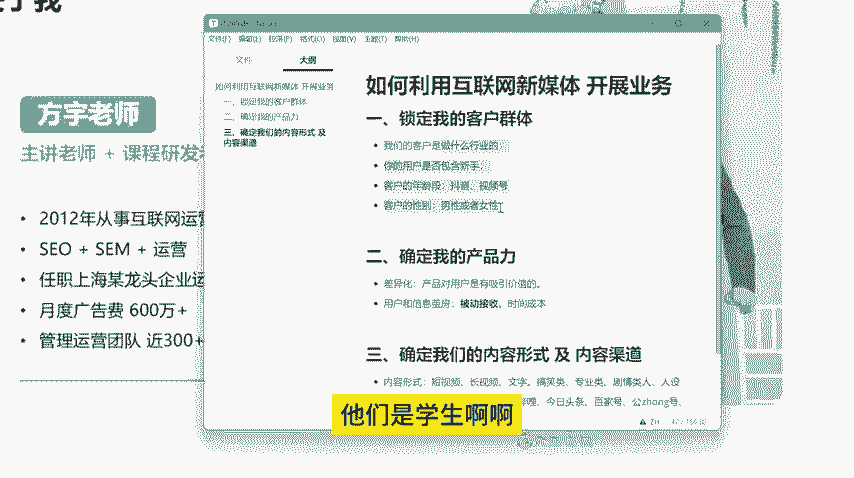 方宇老师
主讲老师 + 课程研发
• 2012年从事互联网运营
• SEO + SEM + 运营
• 任职上海某龙头企业运
• 月度广告费 600万+
• 管理运营团队 近300+
文件(F) 编辑(E) 段落(P) 格式(O) 视图(V) 主题(T) 帮助(H)
文件 大纲
如何利用互联网新媒体 开展业务
一、锁定我的客户群体
二、确定我的产品力
三、确定我们的内容形式 及
内容渠道
如何利用互联网新媒体 开展业务
一、锁定我的客户群体
• 我们的客户是做什么行业的
• 你的用户是否包含新手
• 客户的年龄段：抖音、视频号
• 客户的性别：男性或者女性
二、确定我的产品力
• 差异化：产品对用户是有吸引价值的。
• 用户和信息茧房：被动接收。时间成本
三、确定我们的内容形式 及 内容渠道
• 内容形式：短视频、长视频、文字。搞笑类、专业类、剧情类人、人设
今日头条、百家号、公zhong号、
他们是学生啊啊